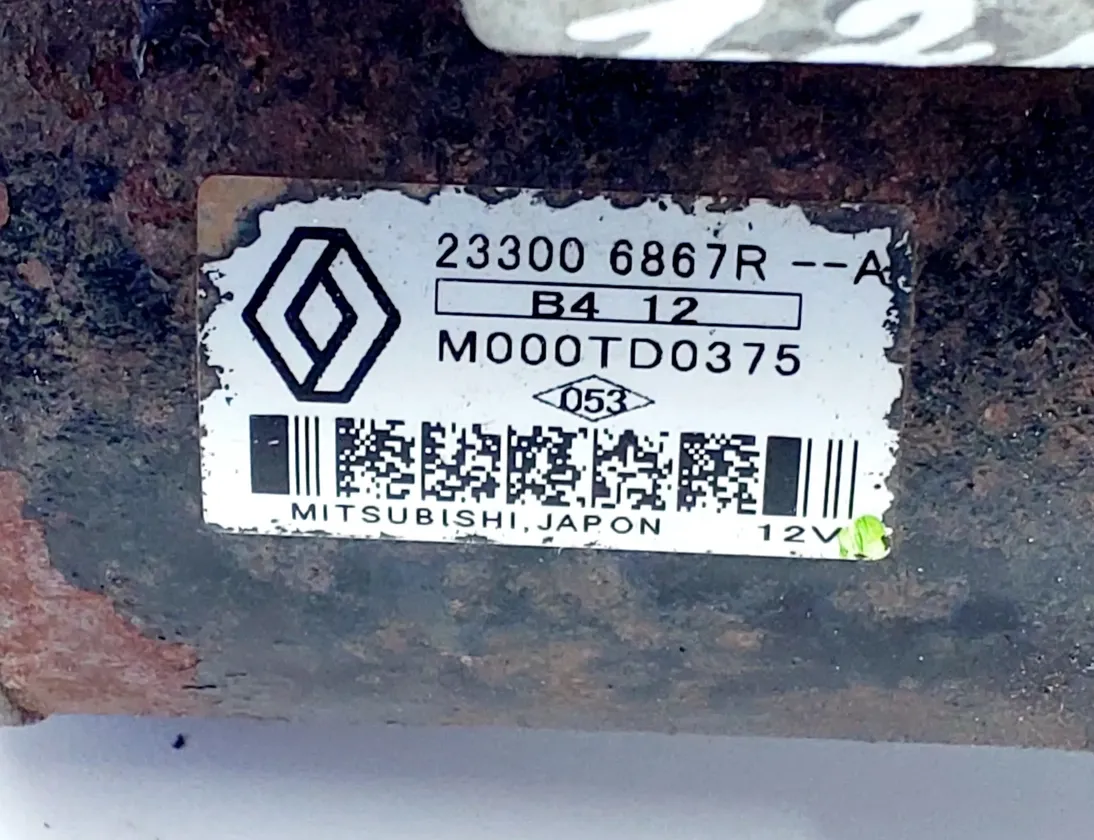 23300 6867R --A
B4 12
M000TD0375
053
MITSUBISHI,JAPON 12V